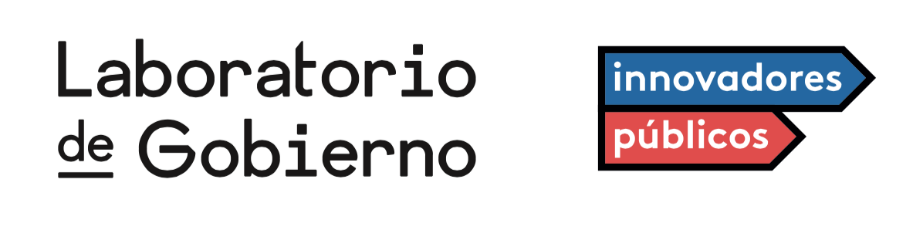 Laboratorio
de Gobierno
innovadores
públicos